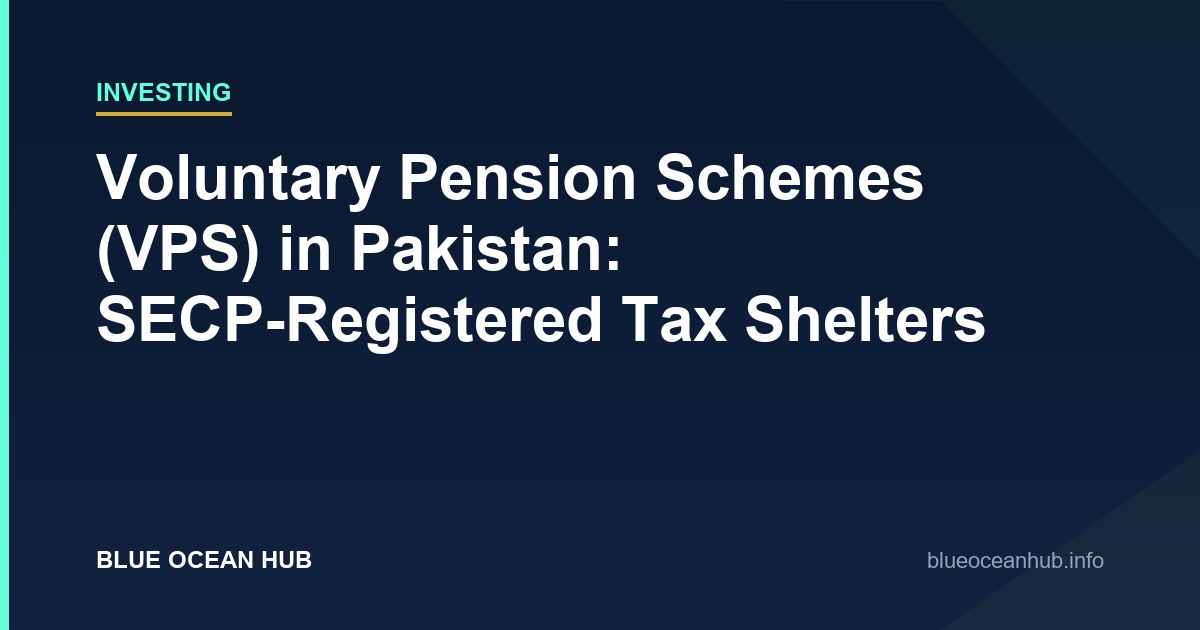 INVESTING
Voluntary Pension Schemes
(VPS) in Pakistan:
SECP-Registered Tax Shelters
BLUE OCEAN HUB
blueoceanhub.info